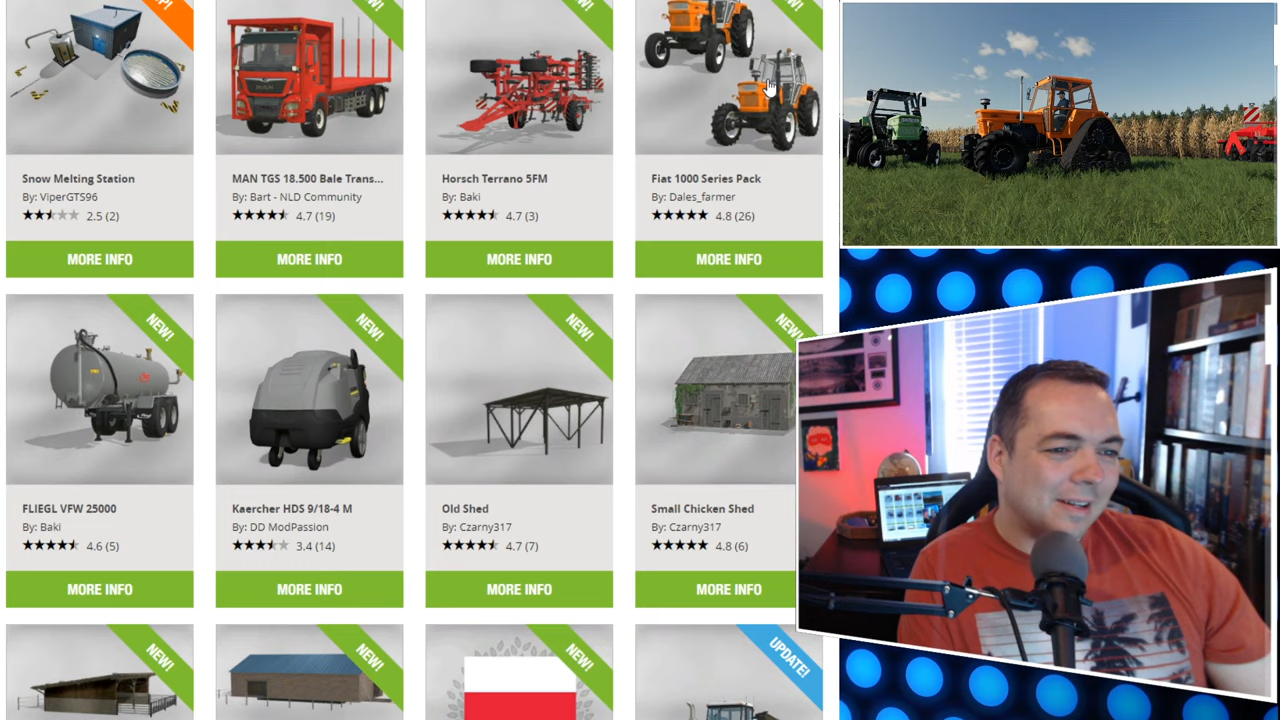 NEW!
NEW!
NEW!
Snow Melting Station
By: ViperGTS96
2.5 (2)
MORE INFO
MAN TGS 18.500 Bale Trans...
By: Bart - NLD Community
4.7 (19)
MORE INFO
Horsch Terrano 5FM
By: Baki
4.7 (3)
MORE INFO
Fiat 1000 Series Pack
By: Dales_farmer
4.8 (26)
MORE INFO
NEW!
NEW!
NEW!
NEW!
FLIEGL VFW 25000
By: Baki
4.6 (5)
MORE INFO
Kaercher HDS 9/18-4 M
By: DD ModPassion
3.4 (14)
MORE INFO
Old Shed
By: Czarny317
4.7 (7)
MORE INFO
Small Chicken Shed
By: Czarny317
4.8 (6)
MORE INFO
NEW!
NEW!
NEW!
UPDATE!